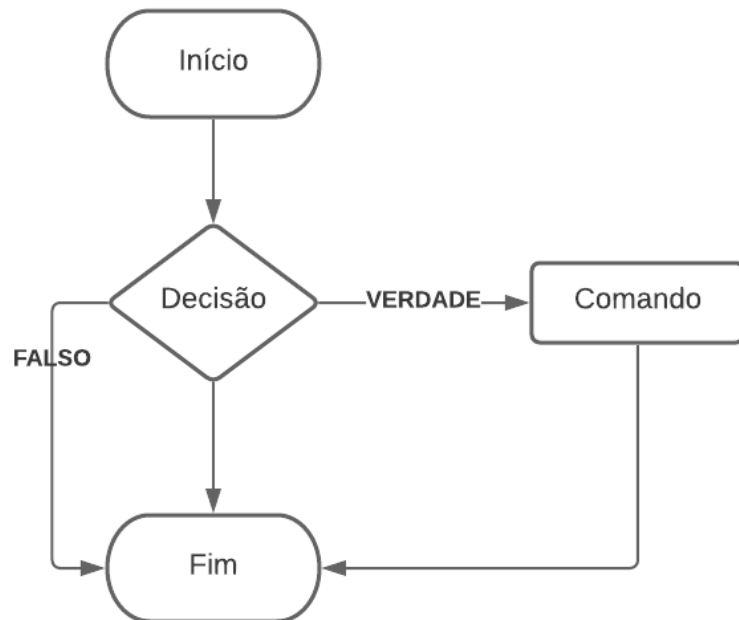 Início
Decisão
VERDADE
Comando
FALSO
Fim